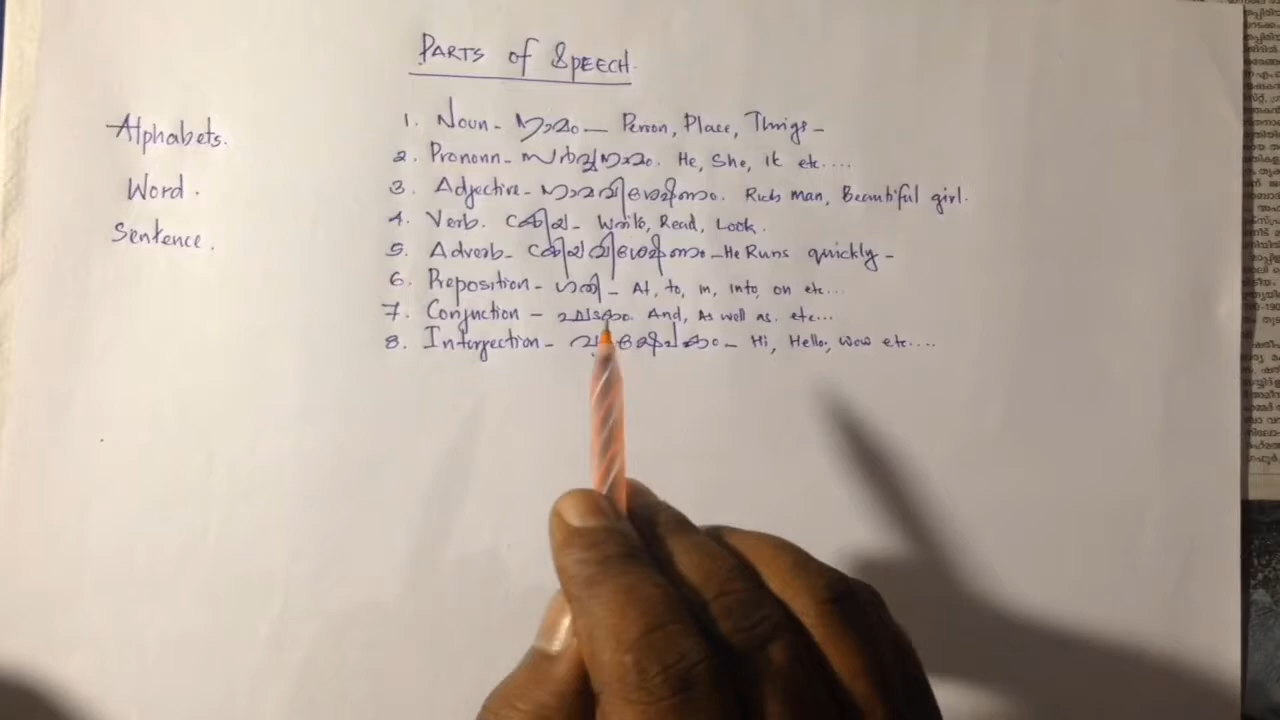 PARTS of SPEECH.
Alphabets.
Word.
Sentence.
1. Noun - നാമം — Person, Place, Things -
2. Pronoun - സർവ്വനാമം. He, She, It etc....
3. Adjective - നാമവിശേഷണം. Rich man, Beautiful girl.
4. Verb. ക്രിയ - Write, Read, Look.
5. Adverb - ക്രിയാവിശേഷണം - He Runs quickly -
6. Preposition - ഗതി - At, to, in, into, on etc...
7. Conjuction - ഘടകം. And, As well as. etc...
8. Interjection - വ്യാക്ഷേപകം - Hi, Hello, Wow etc....